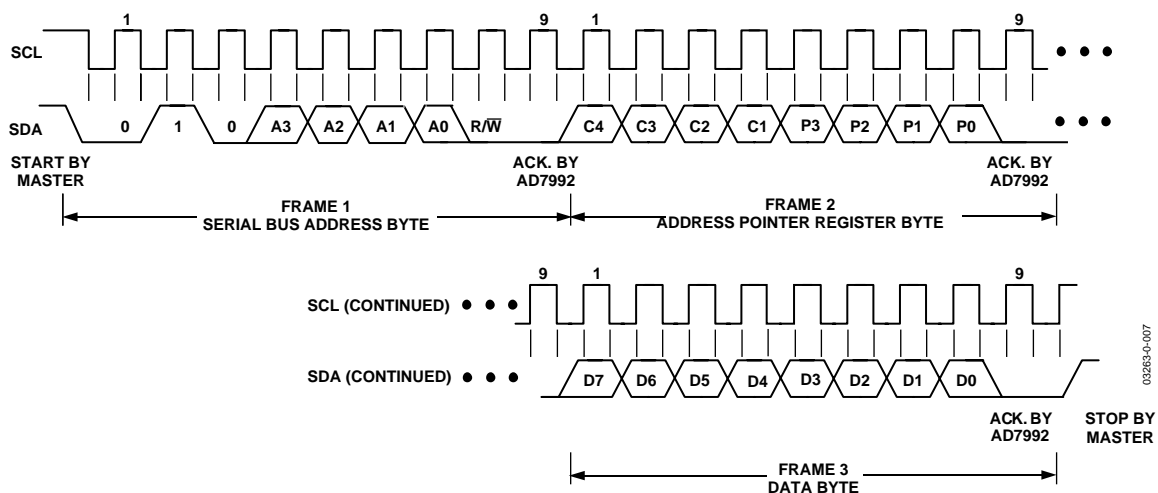 1 9 1 9
SCL
SDA 0 1 0 A3 A2 A1 A0 R/W̅ C4 C3 C2 C1 P3 P2 P1 P0
START BY
MASTER
ACK. BY
AD7992
ACK. BY
AD7992
FRAME 1
SERIAL BUS ADDRESS BYTE
FRAME 2
ADDRESS POINTER REGISTER BYTE
9 1 9
SCL (CONTINUED)
SDA (CONTINUED) D7 D6 D5 D4 D3 D2 D1 D0
ACK. BY
AD7992
STOP BY
MASTER
FRAME 3
DATA BYTE
03263-0-007